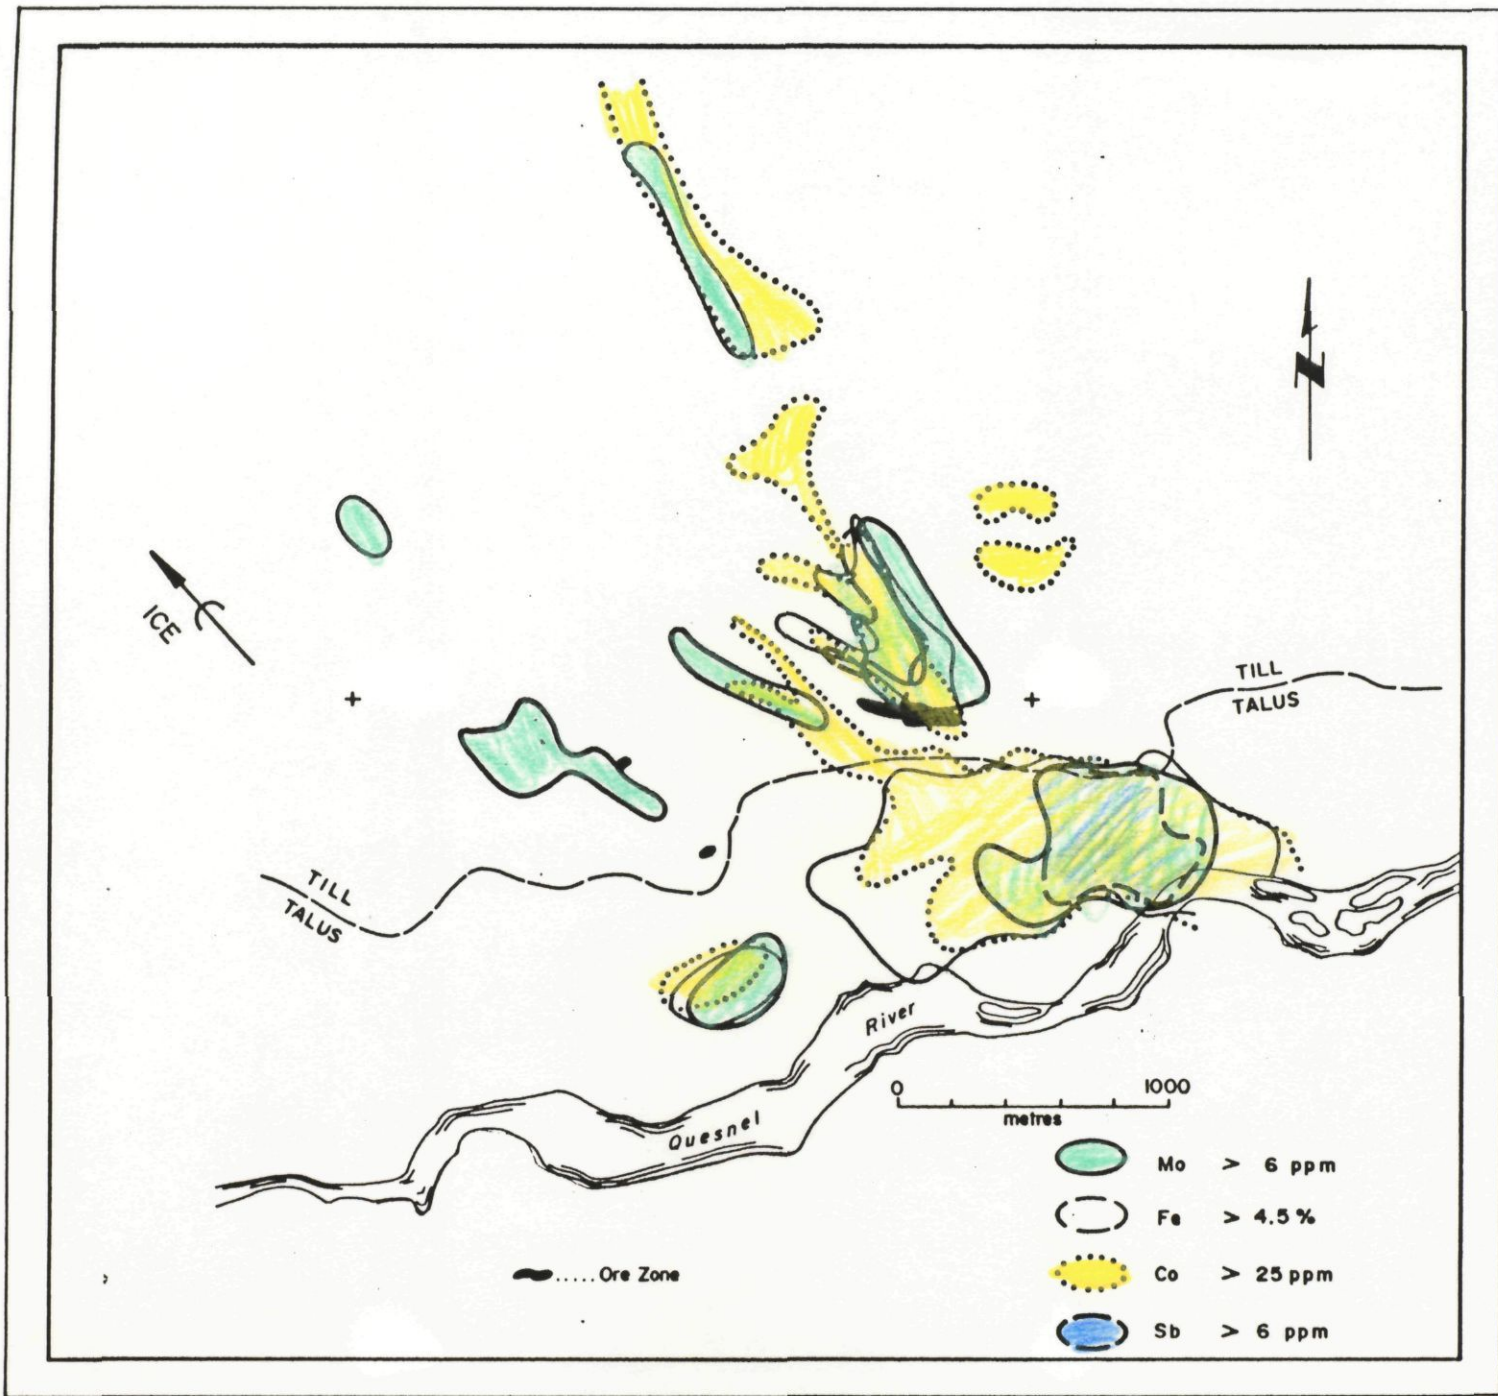 N
ICE
TILL
TALUS
TILL
TALUS
Quesnel River
0 1000
metres
Mo > 6 ppm
Fe > 4.5 %
Co > 25 ppm
Sb > 6 ppm
..... Ore Zone